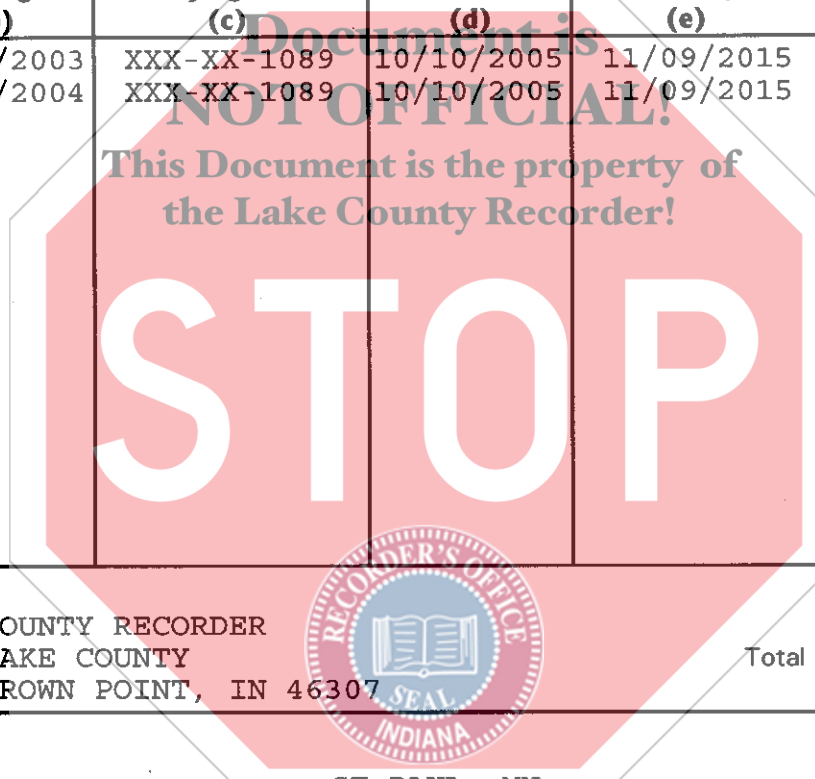 (c) (d) (e)
Document is
/2003 XXX-XX-1089 10/10/2005 11/09/2015
/2004 XXX-XX-1089 10/10/2005 11/09/2015
NOT OFFICIAL!
This Document is the property of
the Lake County Recorder!
STOP
OUNTY RECORDER
AKE COUNTY Total
ROWN POINT, IN 46307
RECORDER'S OFFICE
SEAL
INDIANA